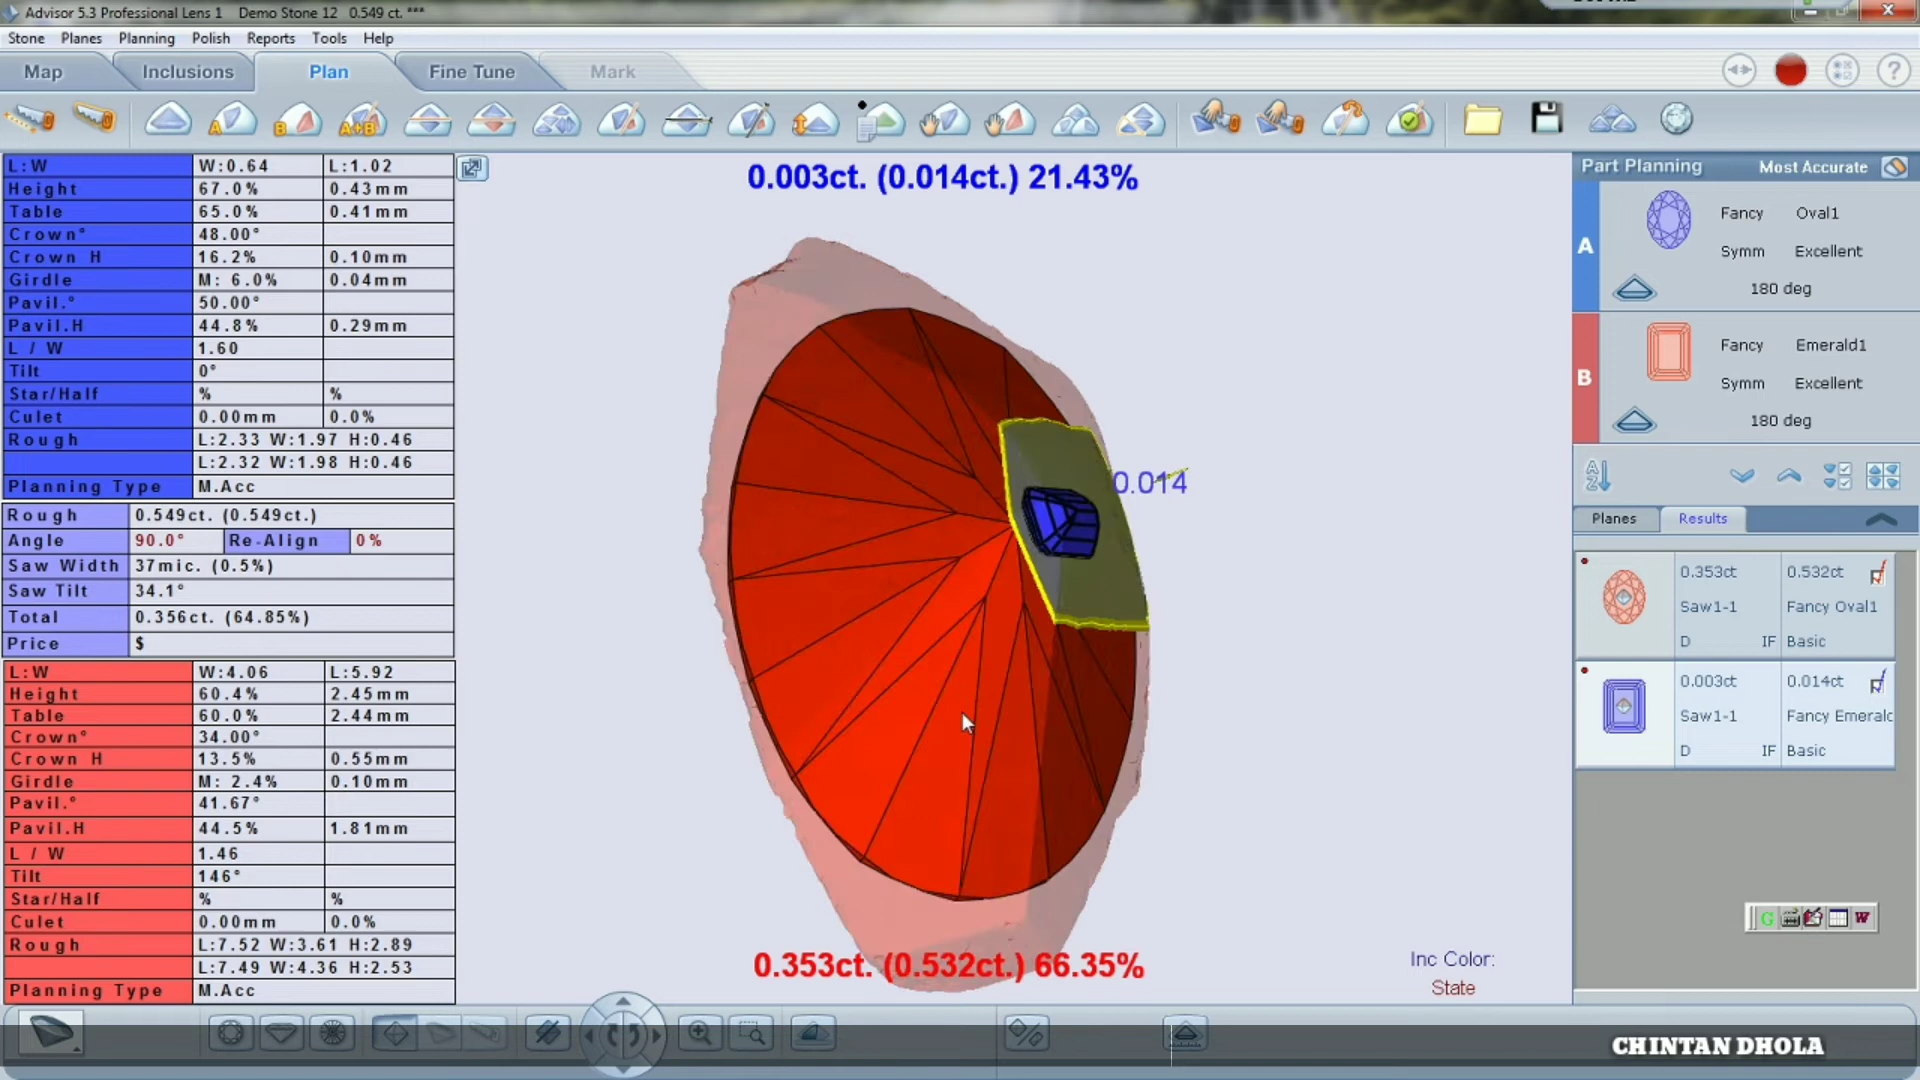 Advisor 5.3 Professional Lens 1 Demo Stone 12 0.549 ct. ***
Stone Planes Planning Polish Reports Tools Help
Map Inclusions Plan Fine Tune Mark
A B A+B
L:W W:0.64 L:1.02
Height 67.0% 0.43mm
Table 65.0% 0.41mm
Crown° 48.00°
Crown H 16.2% 0.10mm
Girdle M: 6.0% 0.04mm
Pavil.° 50.00°
Pavil.H 44.8% 0.29mm
L / W 1.60
Tilt 0°
Star/Half % %
Culet 0.00mm 0.0%
Rough L:2.33 W:1.97 H:0.46
L:2.32 W:1.98 H:0.46
Planning Type M.Acc
Rough 0.549ct. (0.549ct.)
Angle 90.0° Re-Align 0%
Saw Width 37mic. (0.5%)
Saw Tilt 34.1°
Total 0.356ct. (64.85%)
Price $
L:W W:4.06 L:5.92
Height 60.4% 2.45mm
Table 60.0% 2.44mm
Crown° 34.00°
Crown H 13.5% 0.55mm
Girdle M: 2.4% 0.10mm
Pavil.° 41.67°
Pavil.H 44.5% 1.81mm
L / W 1.46
Tilt 146°
Star/Half % %
Culet 0.00mm 0.0%
Rough L:7.52 W:3.61 H:2.89
L:7.49 W:4.36 H:2.53
Planning Type M.Acc
0.003ct. (0.014ct.) 21.43%
0.014
0.353ct. (0.532ct.) 66.35%
Inc Color:
State
Part Planning Most Accurate
A
Fancy Oval1
Symm Excellent
180 deg
B
Fancy Emerald1
Symm Excellent
180 deg
A Z
Planes Results
0.353ct 0.532ct
Saw1-1 Fancy Oval1
D IF Basic
0.003ct 0.014ct
Saw1-1 Fancy Emeralc
D IF Basic
G W
CHINTAN DHOLA